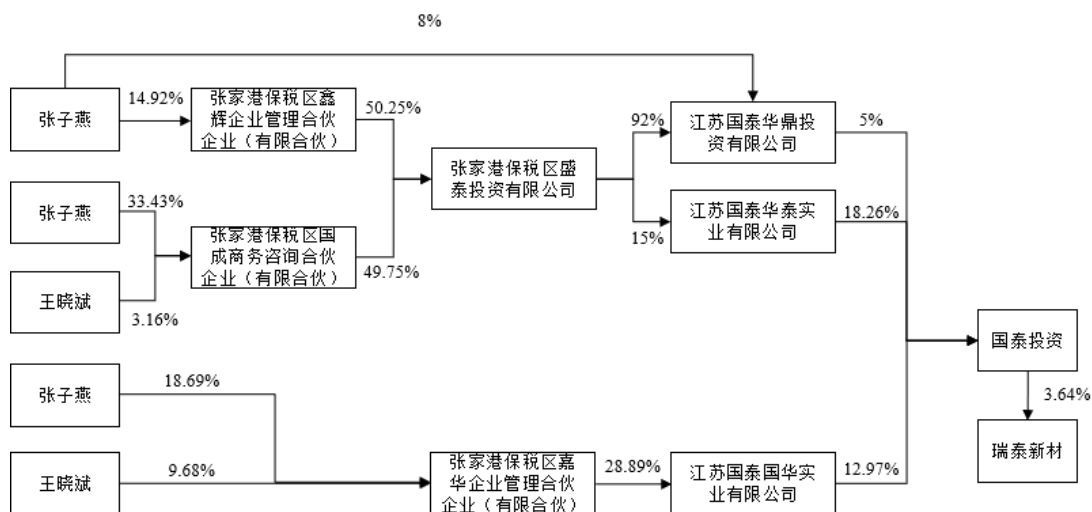 8%
张子燕
14.92%
张家港保税区鑫
辉企业管理合伙
企业（有限合伙）
50.25%
92%
江苏国泰华鼎投
资有限公司
5%
张家港保税区盛
泰投资有限公司
张子燕
33.43%
张家港保税区国
成商务咨询合伙
企业（有限合伙）
49.75%
15%
江苏国泰华泰实
业有限公司
18.26%
王晓斌
3.16%
国泰投资
3.64%
瑞泰新材
张子燕
18.69%
王晓斌
9.68%
张家港保税区嘉
华企业管理合伙
企业（有限合伙）
28.89%
江苏国泰国华实
业有限公司
12.97%